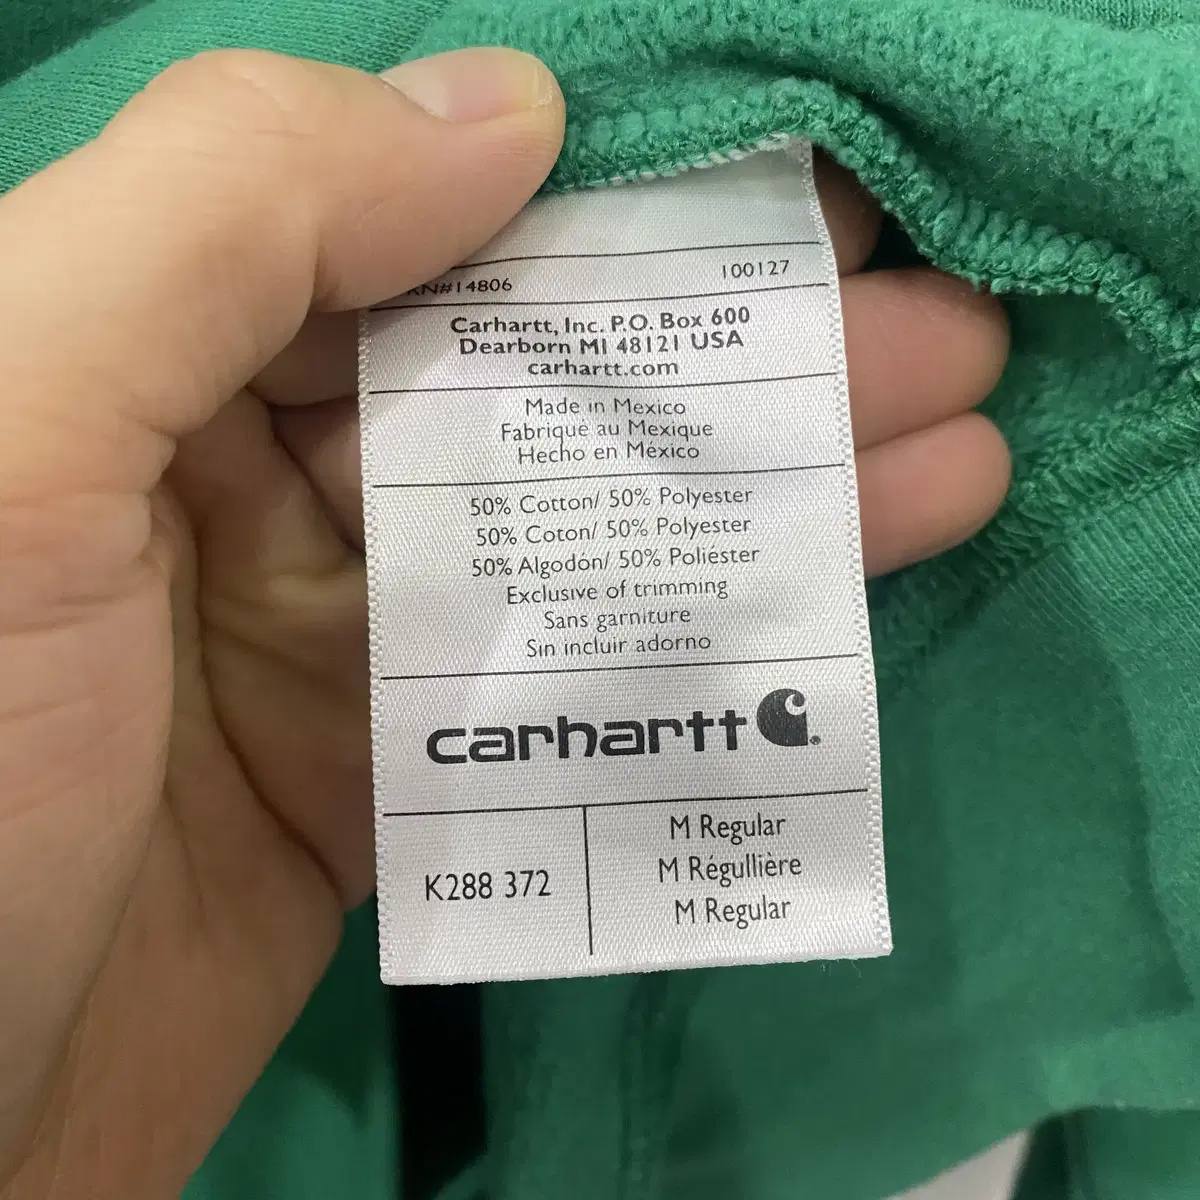 RN#14806 100127
Carhartt, Inc. P.O. Box 600
Dearborn MI 48121 USA
carhartt.com
Made in Mexico
Fabriqué au Mexique
Hecho en México
50% Cotton/ 50% Polyester
50% Coton/ 50% Polyester
50% Algodón/ 50% Poliéster
Exclusive of trimming
Sans garniture
Sin incluir adorno
carhartt
K288 372
M Regular
M Régullière
M Regular